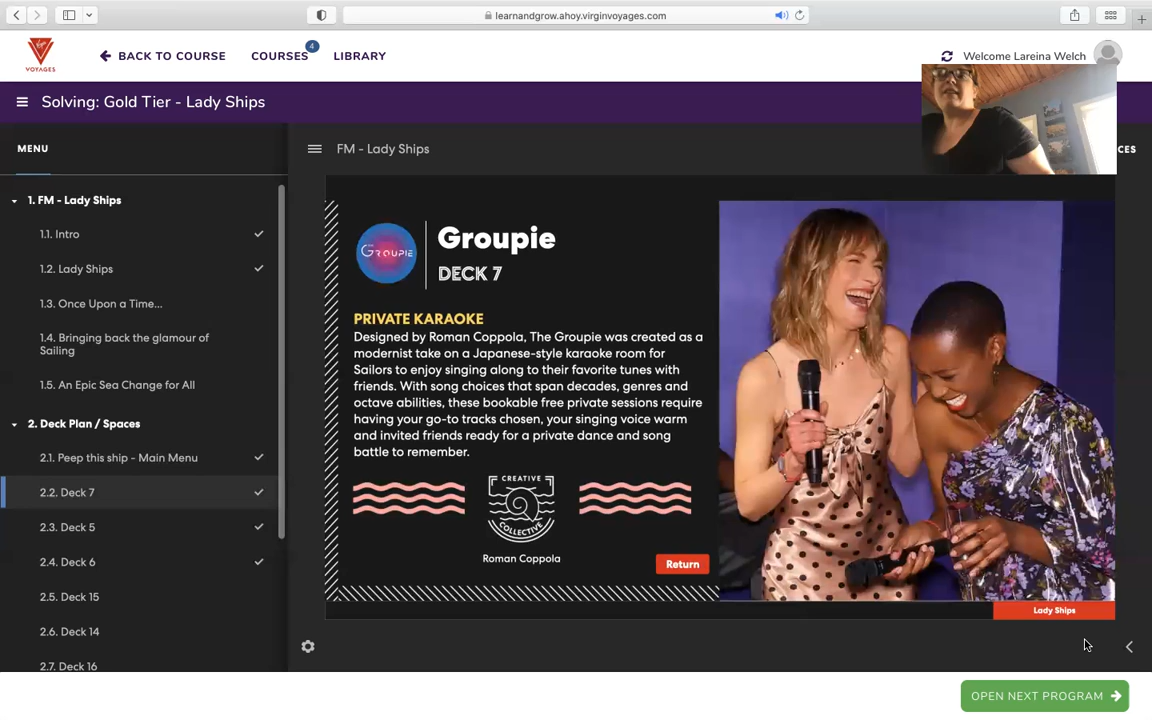 learnandgrow.ahoy.virginvoyages.com
VOYAGES
BACK TO COURSE
COURSES
4
LIBRARY
Welcome Lareina Welch
Solving: Gold Tier - Lady Ships
MENU
FM - Lady Ships
CES
1. FM - Lady Ships
1.1. Intro
1.2. Lady Ships
1.3. Once Upon a Time...
1.4. Bringing back the glamour of
Sailing
1.5. An Epic Sea Change for All
2. Deck Plan / Spaces
2.1. Peep this ship - Main Menu
2.2. Deck 7
2.3. Deck 5
2.4. Deck 6
2.5. Deck 15
2.6. Deck 14
2.7. Deck 16
GROUPIE
Groupie
DECK 7
PRIVATE KARAOKE
Designed by Roman Coppola, The Groupie was created as a
modernist take on a Japanese-style karaoke room for
Sailors to enjoy singing along to their favorite tunes with
friends. With song choices that span decades, genres and
octave abilities, these bookable free private sessions require
having your go-to tracks chosen, your singing voice warm
and invited friends ready for a private dance and song
battle to remember.
CREATIVE
COLLECTIVE
Roman Coppola
Return
Lady Ships
OPEN NEXT PROGRAM